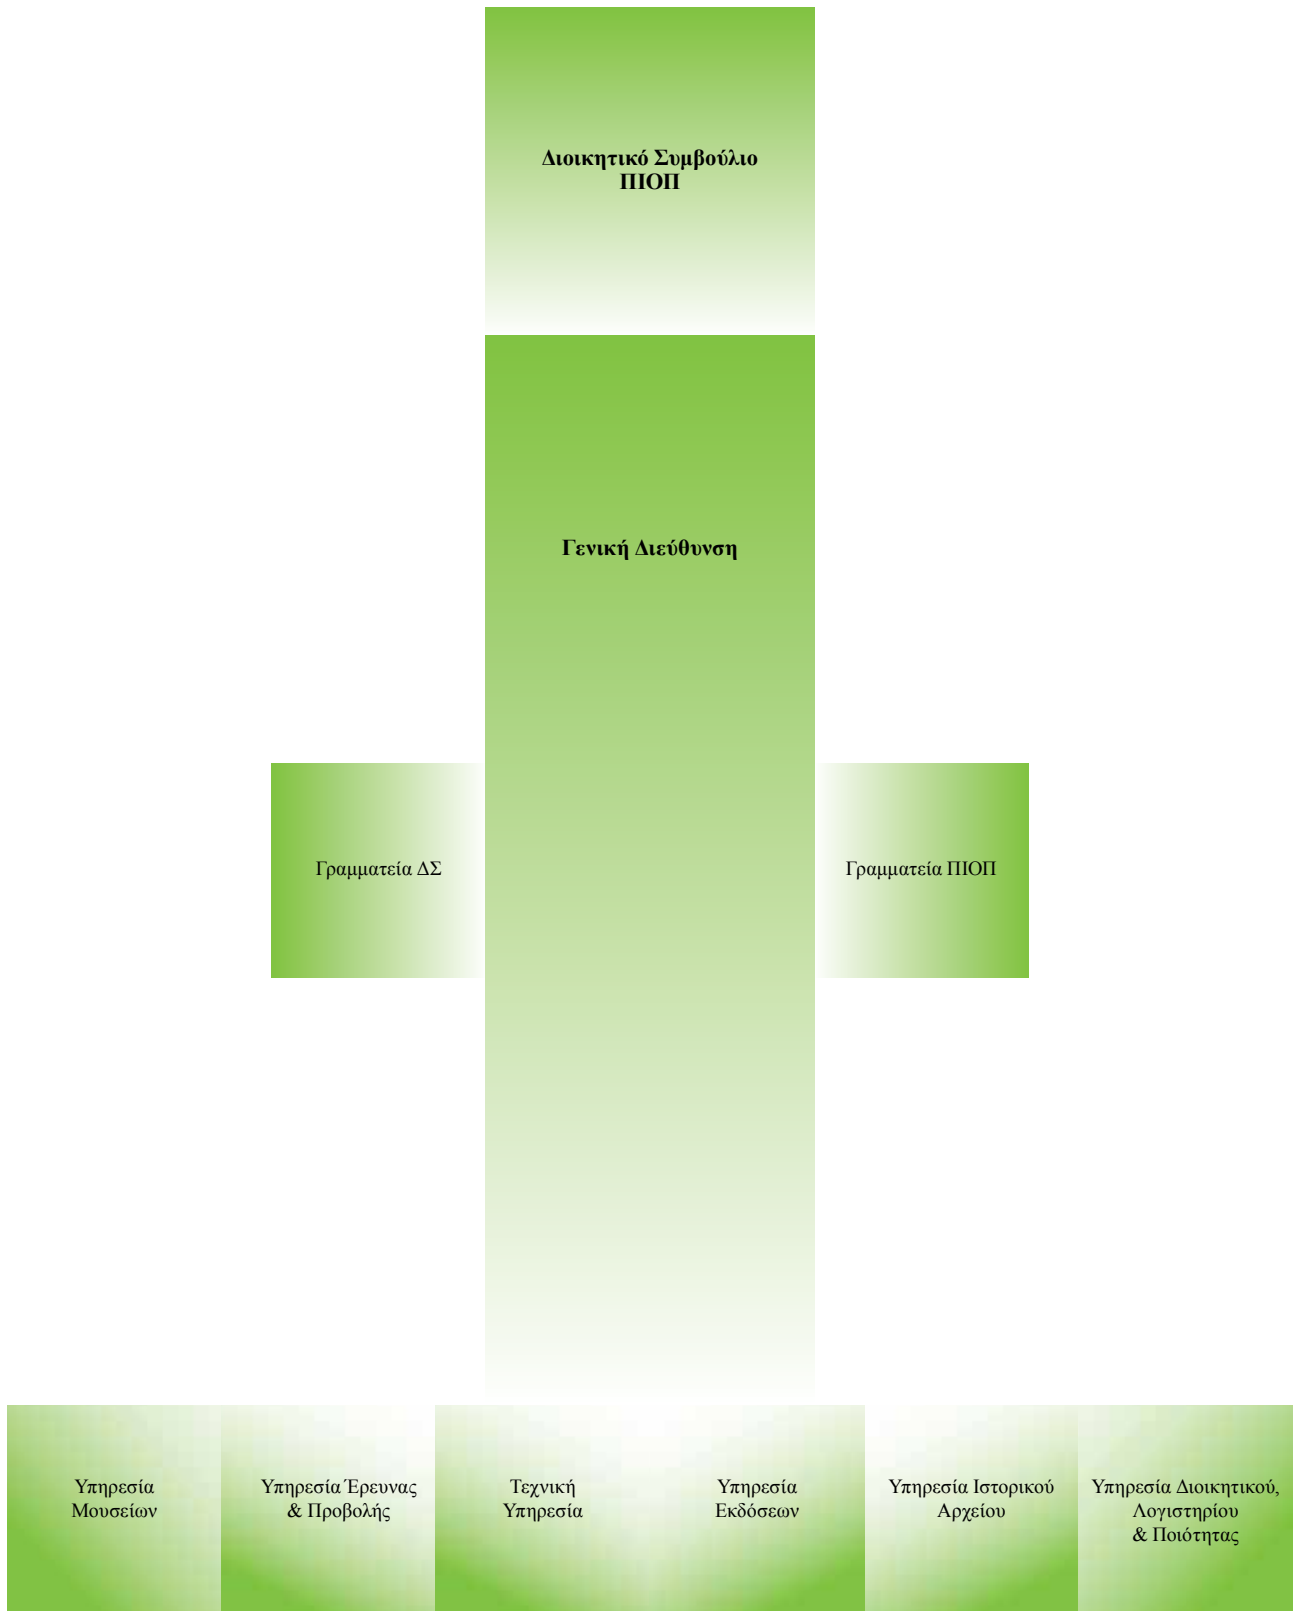 Διοικητικό Συμβούλιο
ΠΙΟΠ
Γενική Διεύθυνση
Γραμματεία ΔΣ
Γραμματεία ΠΙΟΠ
Υπηρεσία
Μουσείων
Υπηρεσία Έρευνας
& Προβολής
Τεχνική
Υπηρεσία
Υπηρεσία
Εκδόσεων
Υπηρεσία Ιστορικού
Αρχείου
Υπηρεσία Διοικητικού,
Λογιστηρίου
& Ποιότητας